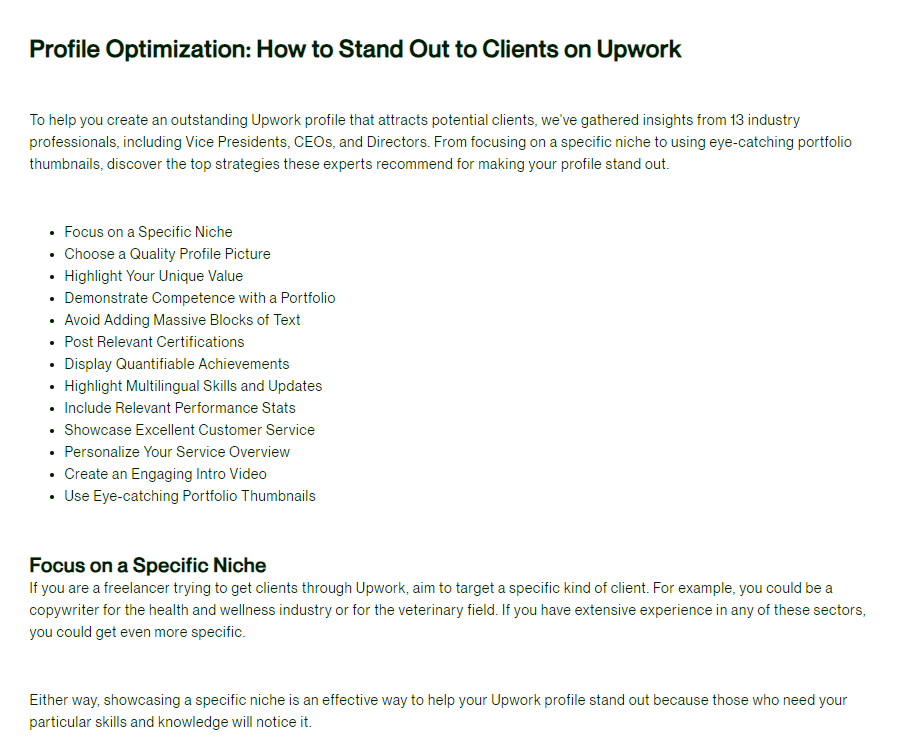 Profile Optimization: How to Stand Out to Clients on Upwork
To help you create an outstanding Upwork profile that attracts potential clients, we've gathered insights from 13 industry
professionals, including Vice Presidents, CEOs, and Directors. From focusing on a specific niche to using eye-catching portfolio
thumbnails, discover the top strategies these experts recommend for making your profile stand out.
• Focus on a Specific Niche
• Choose a Quality Profile Picture
• Highlight Your Unique Value
• Demonstrate Competence with a Portfolio
• Avoid Adding Massive Blocks of Text
• Post Relevant Certifications
• Display Quantifiable Achievements
• Highlight Multilingual Skills and Updates
• Include Relevant Performance Stats
• Showcase Excellent Customer Service
• Personalize Your Service Overview
• Create an Engaging Intro Video
• Use Eye-catching Portfolio Thumbnails
Focus on a Specific Niche
If you are a freelancer trying to get clients through Upwork, aim to target a specific kind of client. For example, you could be a
copywriter for the health and wellness industry or for the veterinary field. If you have extensive experience in any of these sectors,
you could get even more specific.
Either way, showcasing a specific niche is an effective way to help your Upwork profile stand out because those who need your
particular skills and knowledge will notice it.